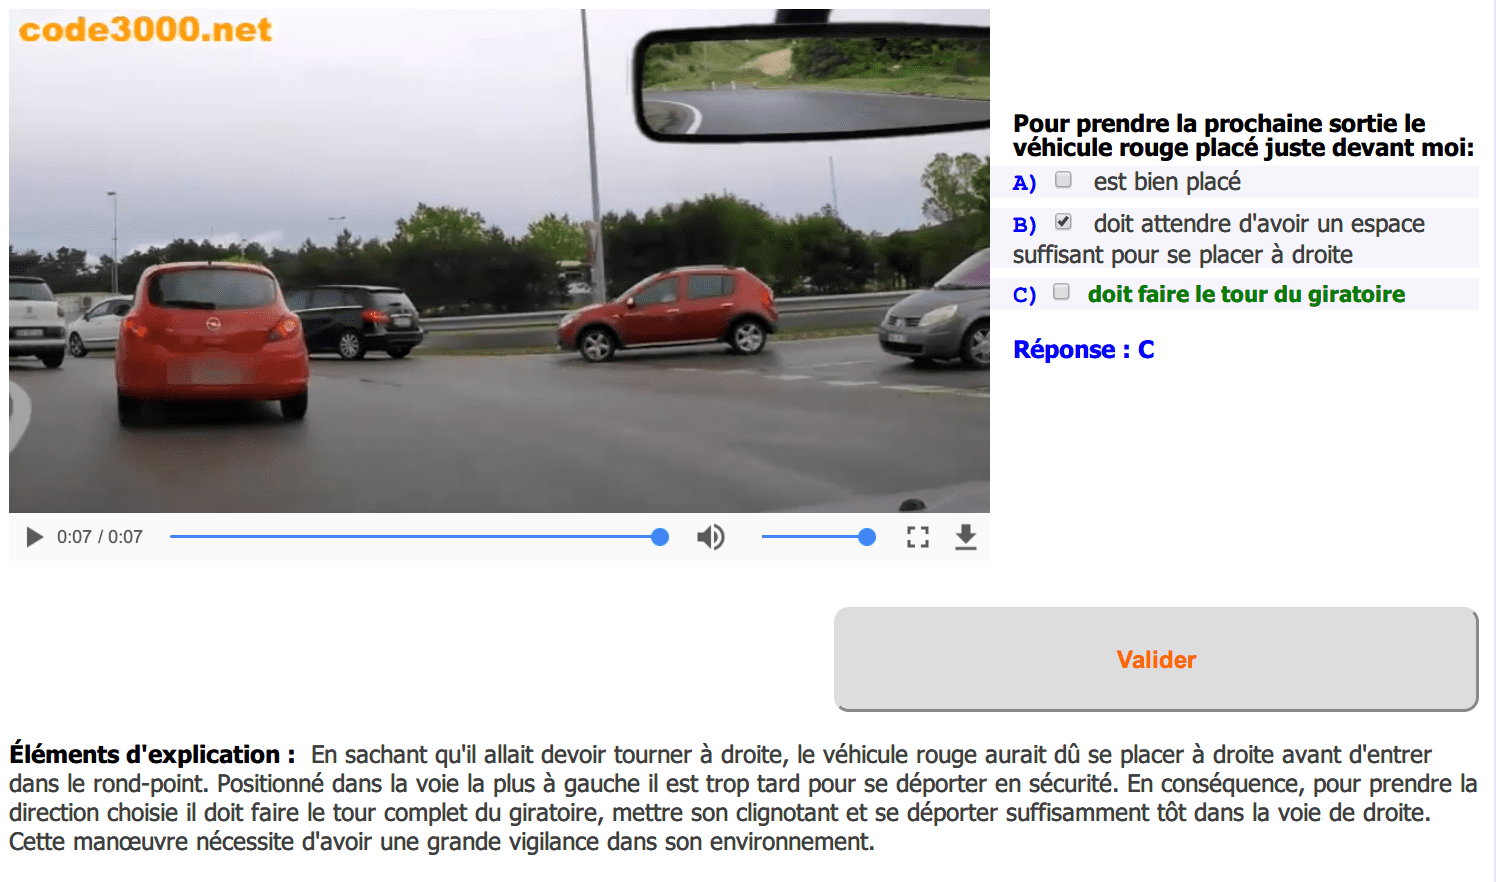 code3000.net
Pour prendre la prochaine sortie le
véhicule rouge placé juste devant moi:
A) est bien placé
B) doit attendre d'avoir un espace
suffisant pour se placer à droite
C) doit faire le tour du giratoire
Réponse : C
0:07 / 0:07
Valider
Éléments d'explication : En sachant qu'il allait devoir tourner à droite, le véhicule rouge aurait dû se placer à droite avant d'entrer
dans le rond-point. Positionné dans la voie la plus à gauche il est trop tard pour se déporter en sécurité. En conséquence, pour prendre la
direction choisie il doit faire le tour complet du giratoire, mettre son clignotant et se déporter suffisamment tôt dans la voie de droite.
Cette manœuvre nécessite d'avoir une grande vigilance dans son environnement.